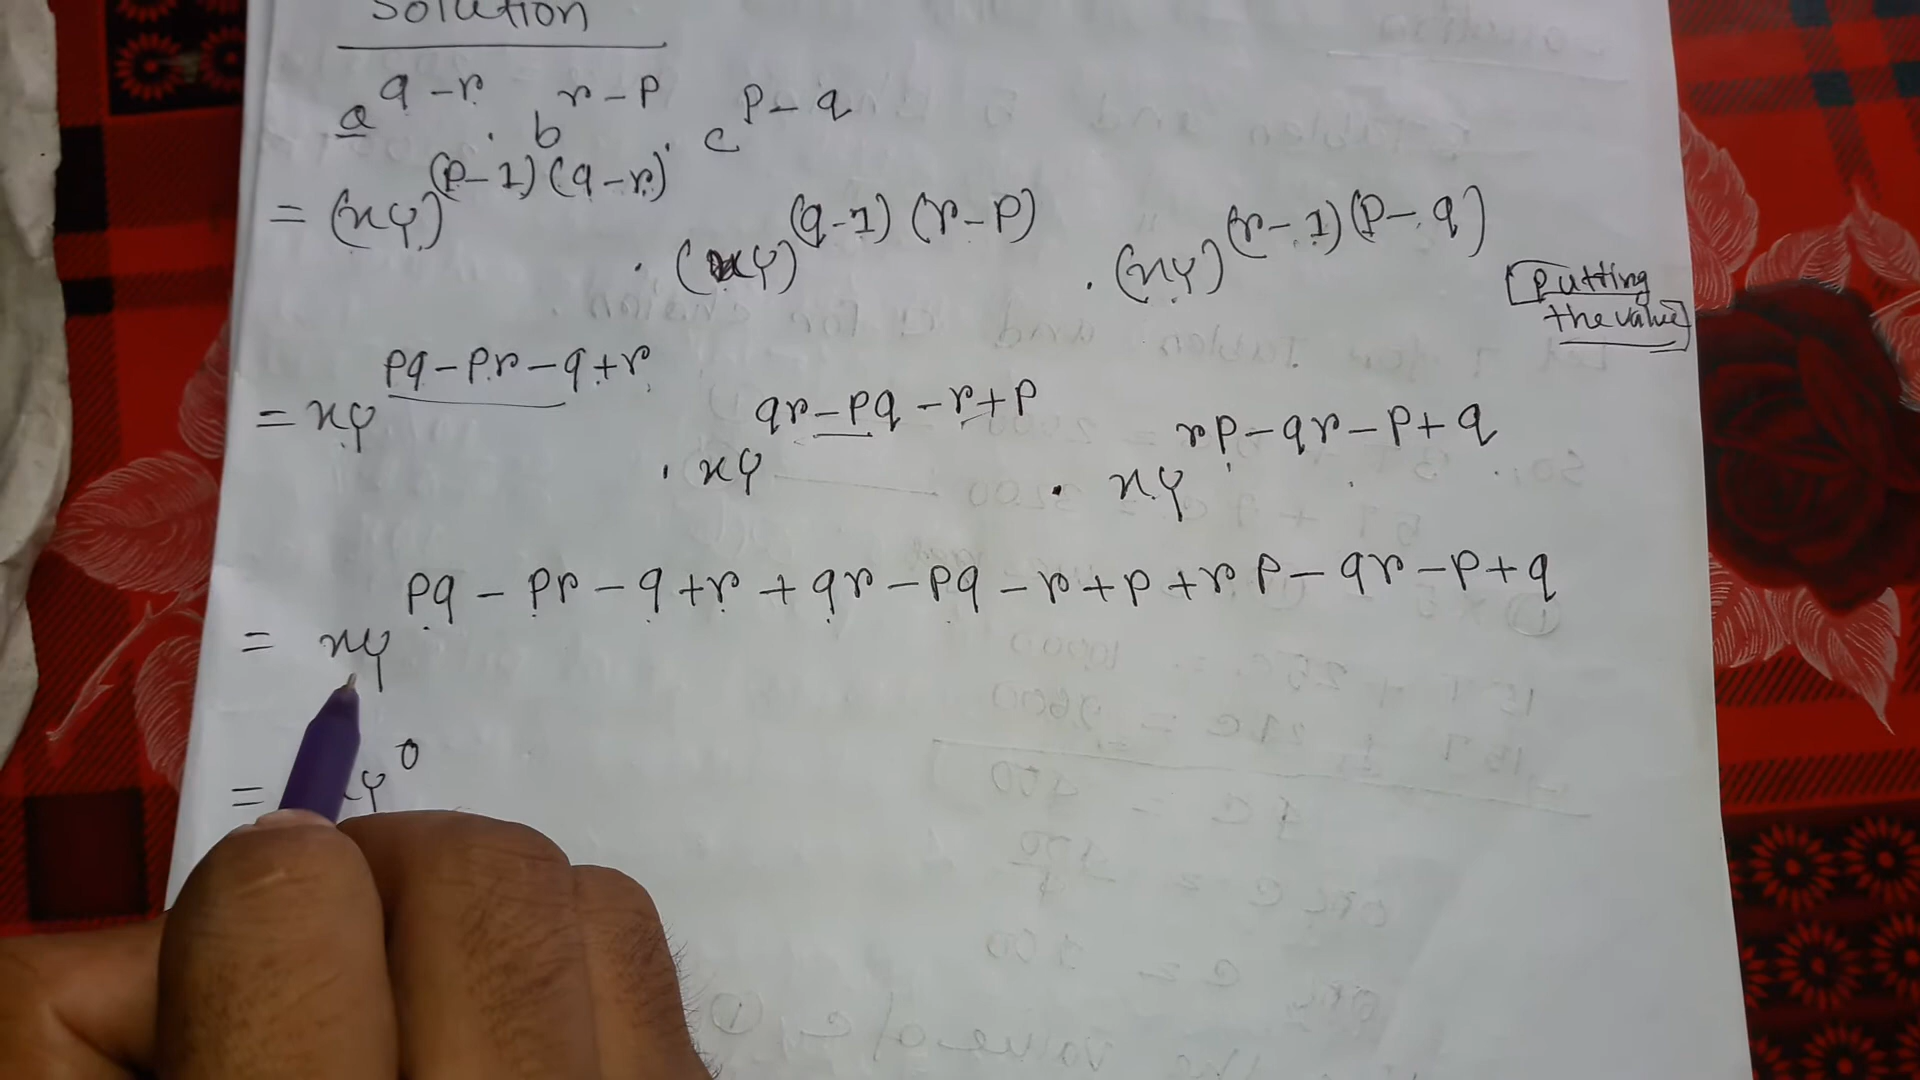 Solution
a^(q-r) . b^(r-p) . c^(p-q)
= (xy)^((p-1)(q-r)) . (xy)^((q-1)(r-p)) . (xy)^((r-1)(p-q))
[Putting
the value]
= xy^(pq-pr-q+r) . xy^(qr-pq-r+p) . xy^(rp-qr-p+q)
= xy^(pq-pr-q+r+qr-pq-r+p+rp-qr-p+q)
= y^0